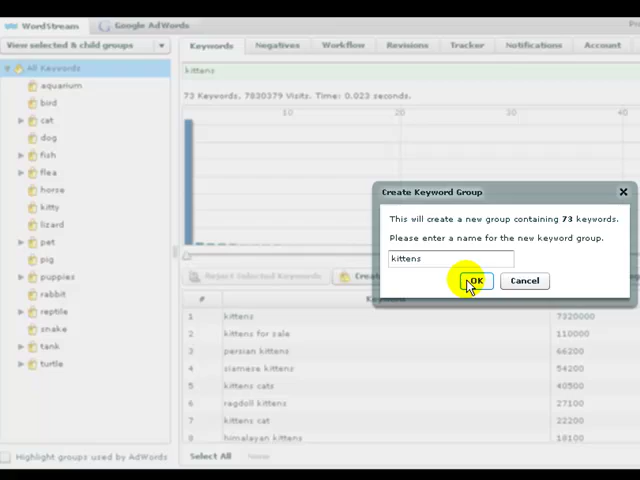 WordStream
Google AdWords
View selected & child groups
Keywords
Negatives
Workflow
Revisions
Tracker
Notifications
Account
All Keywords
aquarium
bird
cat
dog
fish
flea
horse
kitty
lizard
pet
pig
puppies
rabbit
reptile
snake
tank
turtle
Highlight groups used by AdWords
kittens
73 Keywords, 7830379 Visits. Time: 0.023 seconds.
10
20
30
40
Create Keyword Group
This will create a new group containing 73 keywords.
Please enter a name for the new keyword group.
kittens
OK
Cancel
Reject Selected Keywords
#
1 kittens 7320000
2 kittens for sale 110000
3 persian kittens 66200
4 siamese kittens 54200
5 kittens cats 40500
6 ragdoll kittens 27100
7 kittens cat 22200
8 himalayan kittens 18100
Select All
None